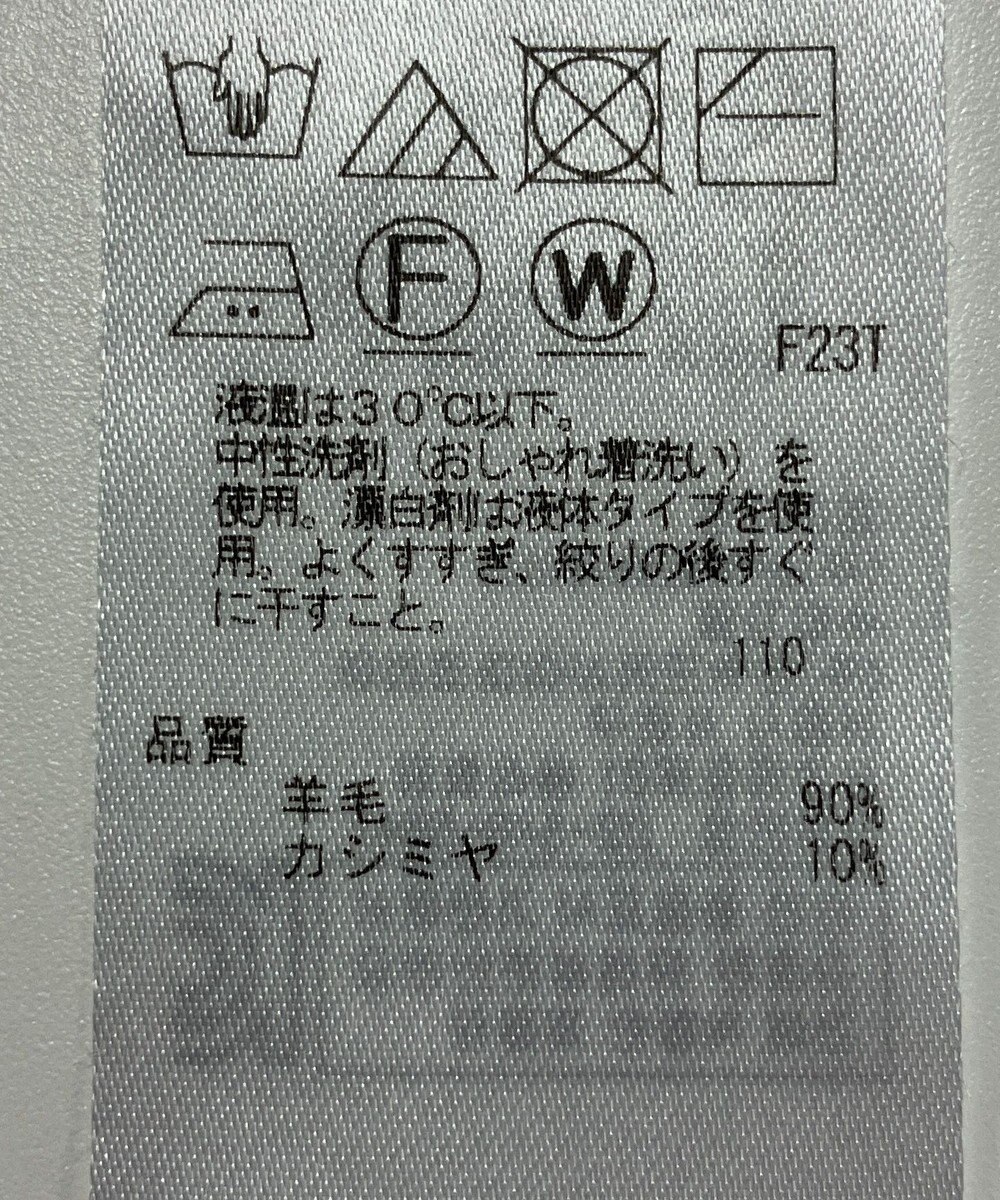 F W
F23T
液温は３０℃以下。
中性洗剤（おしゃれ着洗い）を
使用。漂白剤は液体タイプを使
用。よくすすぎ、絞りの後すぐ
に干すこと。
110
品質
羊毛 90%
カシミヤ 10%